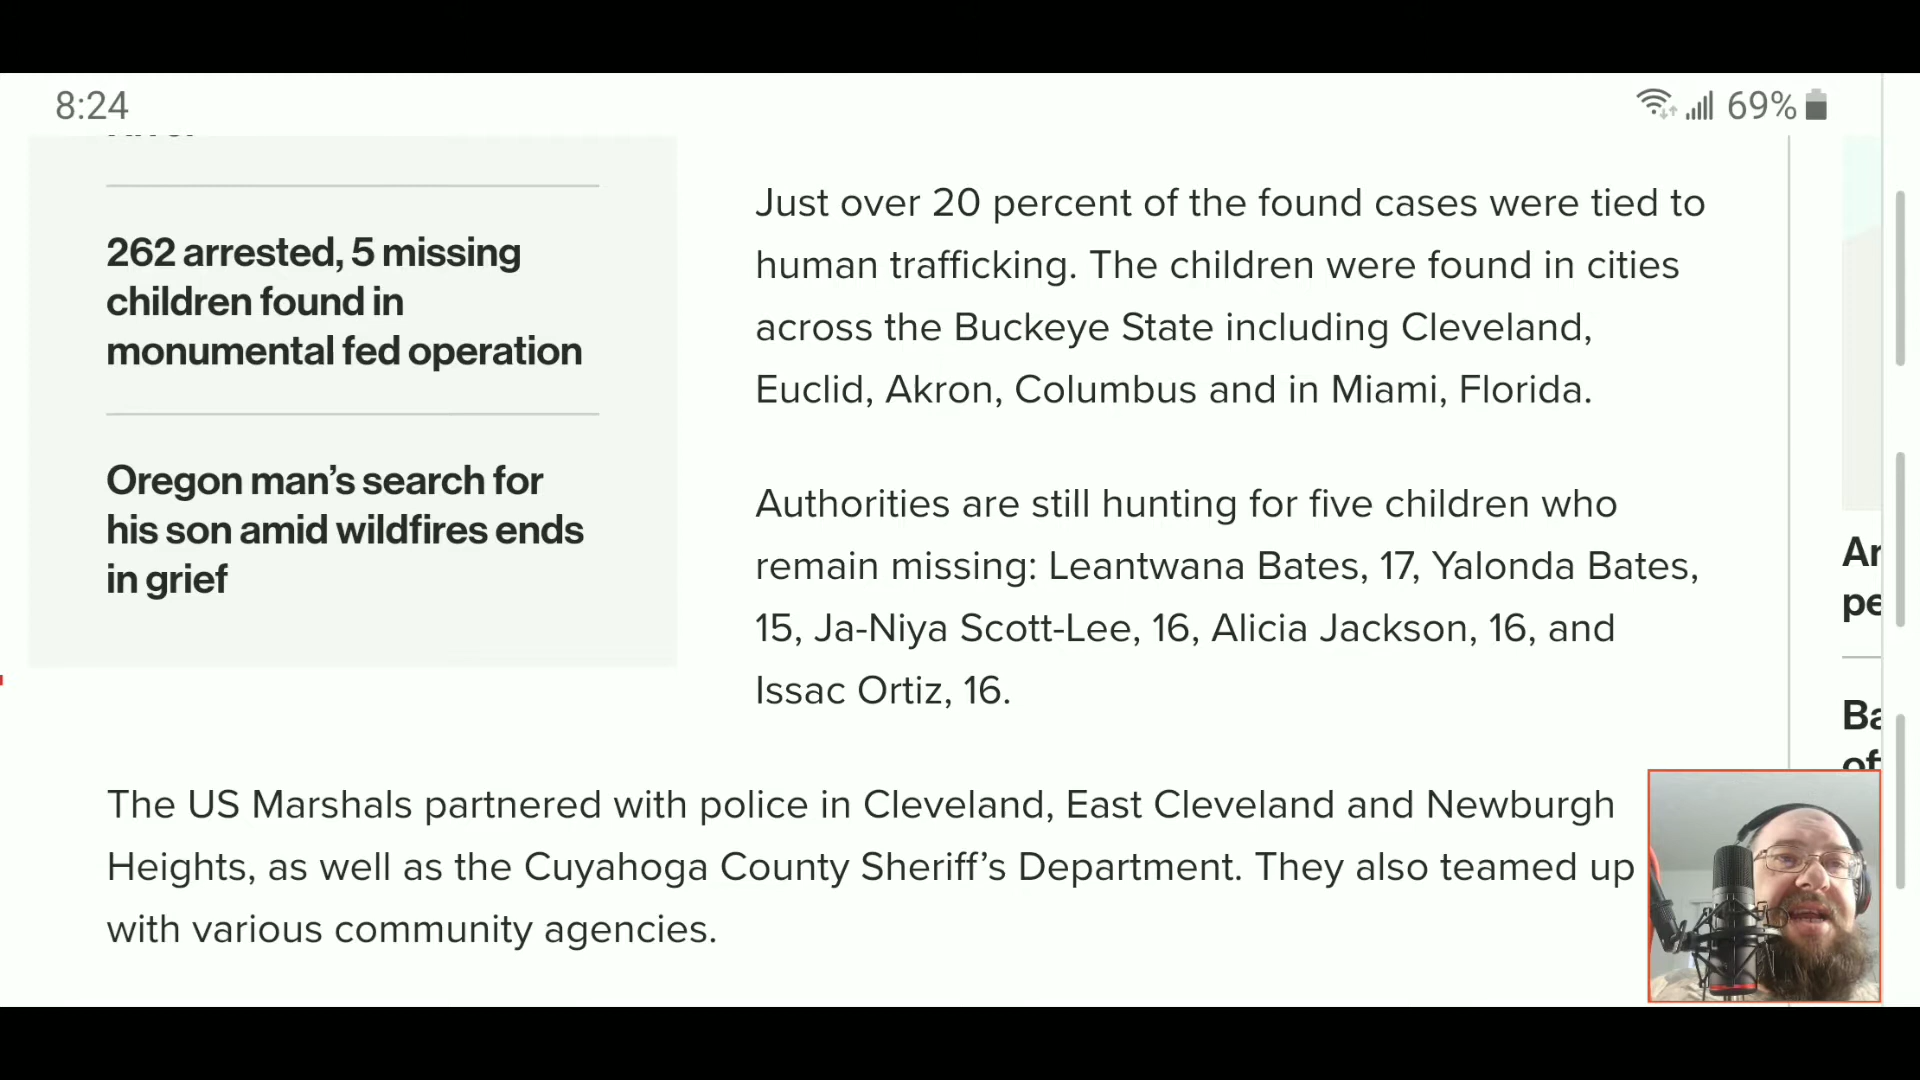 8:24
69%
262 arrested, 5 missing
children found in
monumental fed operation
Oregon man's search for
his son amid wildfires ends
in grief
Just over 20 percent of the found cases were tied to
human trafficking. The children were found in cities
across the Buckeye State including Cleveland,
Euclid, Akron, Columbus and in Miami, Florida.
Authorities are still hunting for five children who
remain missing: Leantwana Bates, 17, Yalonda Bates,
15, Ja-Niya Scott-Lee, 16, Alicia Jackson, 16, and
Issac Ortiz, 16.
The US Marshals partnered with police in Cleveland, East Cleveland and Newburgh
Heights, as well as the Cuyahoga County Sheriff's Department. They also teamed up
with various community agencies.